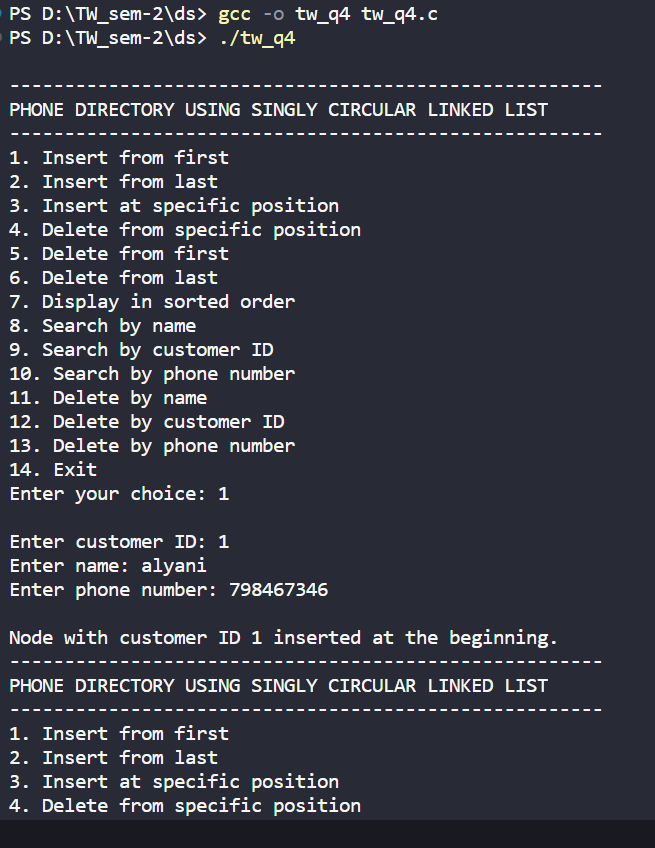 PS D:\TW_sem-2\ds> gcc -o tw_q4 tw_q4.c
PS D:\TW_sem-2\ds> ./tw_q4
------------------------------------------------------
PHONE DIRECTORY USING SINGLY CIRCULAR LINKED LIST
------------------------------------------------------
1. Insert from first
2. Insert from last
3. Insert at specific position
4. Delete from specific position
5. Delete from first
6. Delete from last
7. Display in sorted order
8. Search by name
9. Search by customer ID
10. Search by phone number
11. Delete by name
12. Delete by customer ID
13. Delete by phone number
14. Exit
Enter your choice: 1
Enter customer ID: 1
Enter name: alyani
Enter phone number: 798467346
Node with customer ID 1 inserted at the beginning.
------------------------------------------------------
PHONE DIRECTORY USING SINGLY CIRCULAR LINKED LIST
------------------------------------------------------
1. Insert from first
2. Insert from last
3. Insert at specific position
4. Delete from specific position